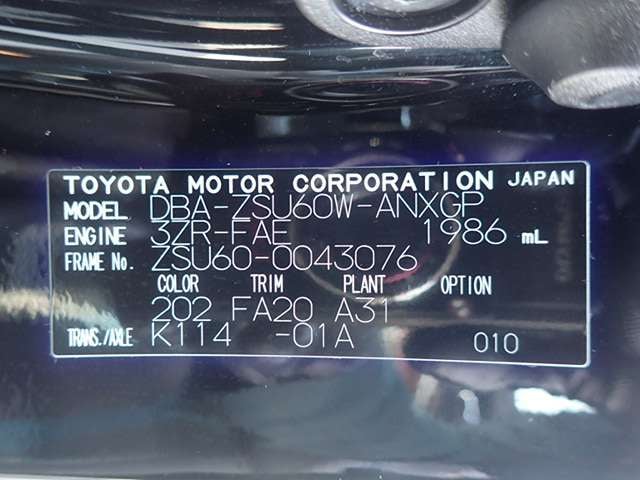 TOYOTA MOTOR CORPORATION JAPAN
MODEL DBA-ZSU60W-ANXGP
ENGINE 3ZR-FAE 1986 mL
FRAME No. ZSU60-0043076
COLOR TRIM PLANT OPTION
202 FA20 A31
TRANS./AXLE K114 -01A 010